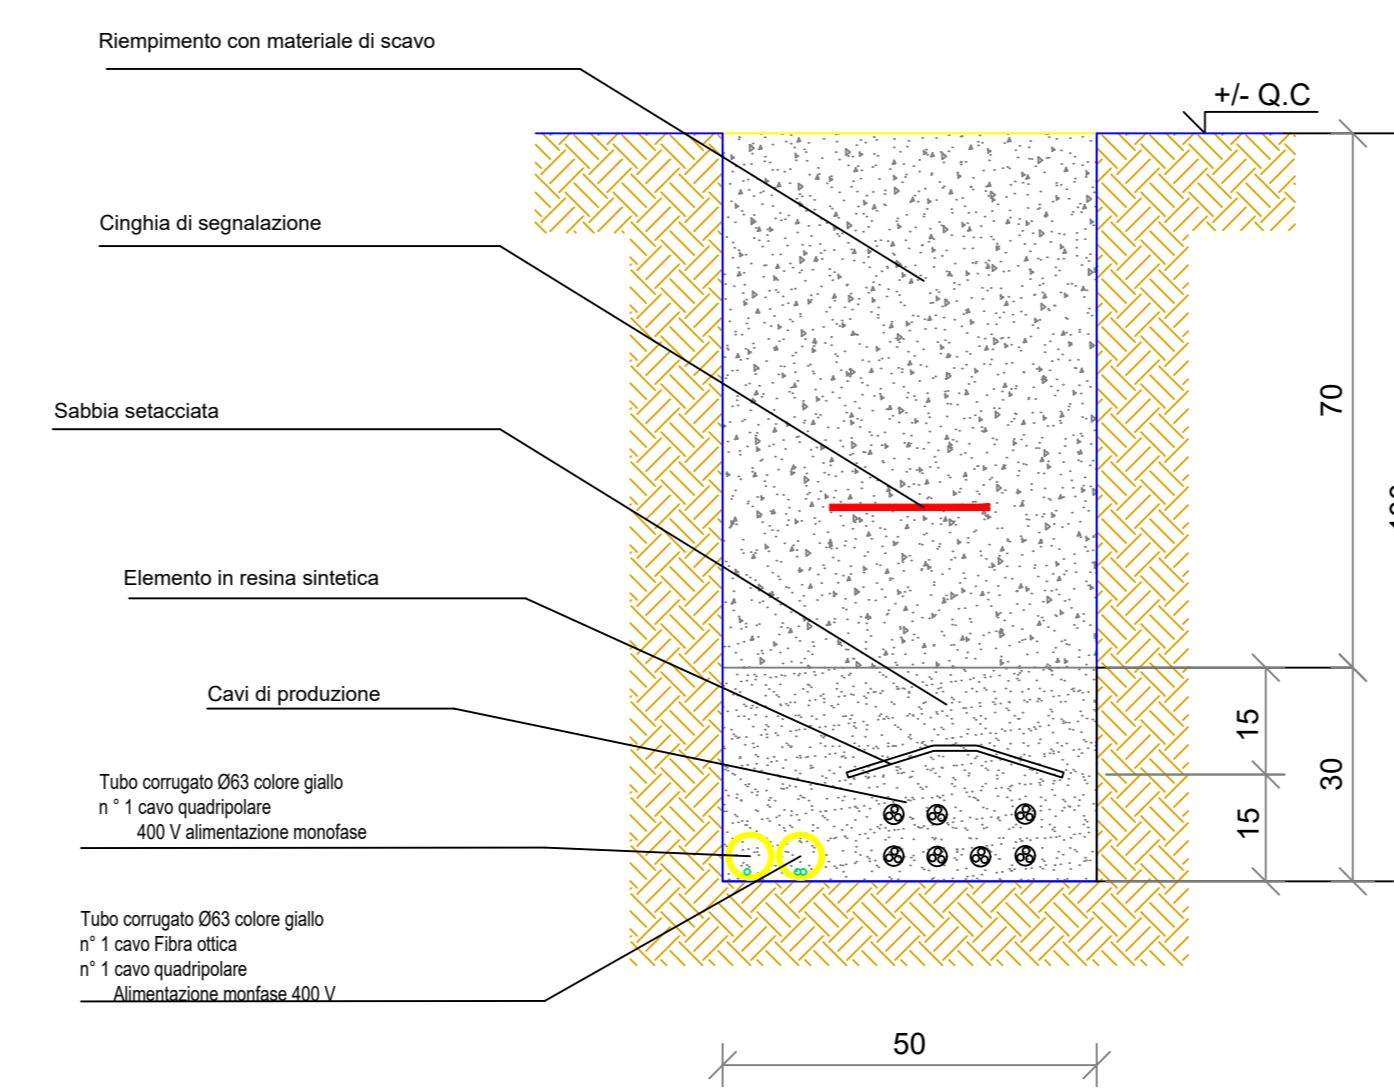 Riempimento con materiale di scavo
+/- Q.C
Cinghia di segnalazione
70
Sabbia setacciata
Elemento in resina sintetica
Cavi di produzione
15
30
15
Tubo corrugato Ø63 colore giallo
n ° 1 cavo quadripolare
400 V alimentazione monofase
Tubo corrugato Ø63 colore giallo
n° 1 cavo Fibra ottica
n° 1 cavo quadripolare
Alimentazione monfase 400 V
50